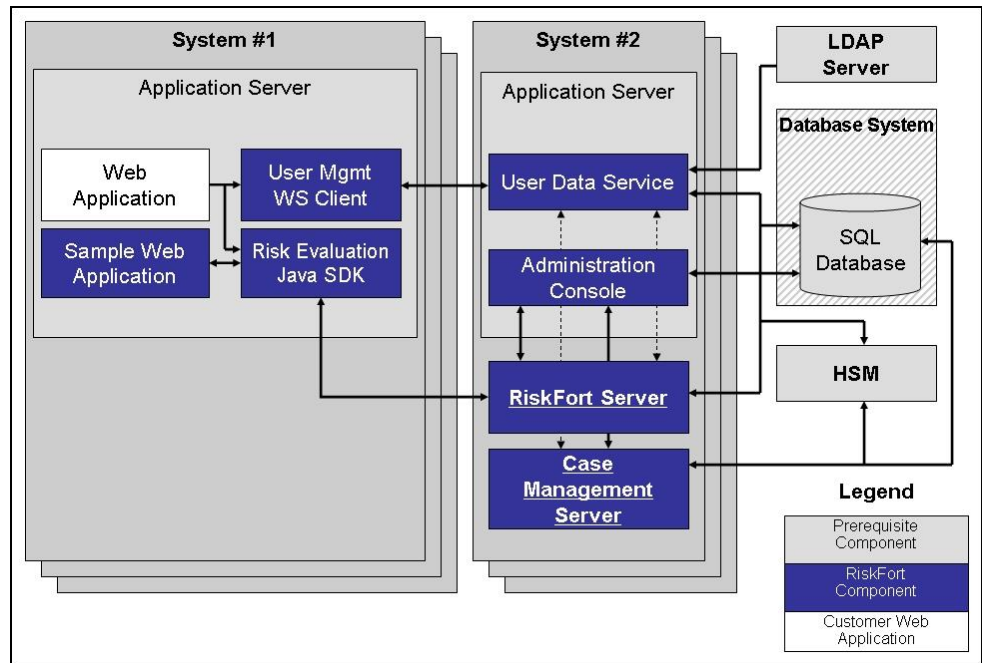 System #1
Application Server
Web
Application
User Mgmt
WS Client
Sample Web
Application
Risk Evaluation
Java SDK
System #2
Application Server
User Data Service
Administration
Console
RiskFort Server
Case
Management
Server
LDAP
Server
Database System
SQL
Database
HSM
Legend
Prerequisite
Component
RiskFort
Component
Customer Web
Application